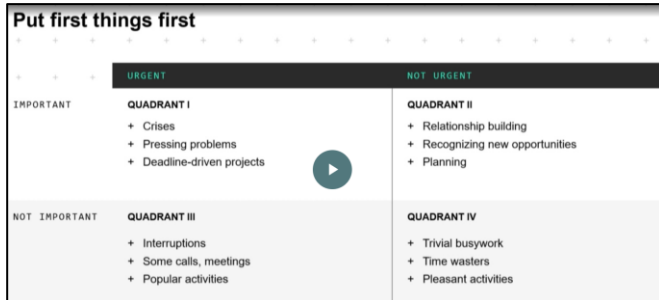 Put first things first
URGENT NOT URGENT
IMPORTANT
QUADRANT I
+ Crises
+ Pressing problems
+ Deadline-driven projects
QUADRANT II
+ Relationship building
+ Recognizing new opportunities
+ Planning
NOT IMPORTANT
QUADRANT III
+ Interruptions
+ Some calls, meetings
+ Popular activities
QUADRANT IV
+ Trivial busywork
+ Time wasters
+ Pleasant activities